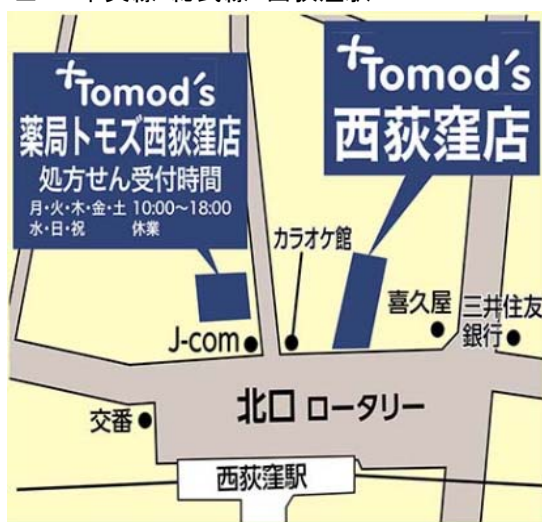 Tomod's
薬局トモズ西荻窪店
処方せん受付時間
月・火・木・金・土 10:00〜18:00
水・日・祝 休業
Tomod's
西荻窪店
カラオケ館
喜久屋
三井住友
銀行
J-com
交番
北口 ロータリー
西荻窪駅